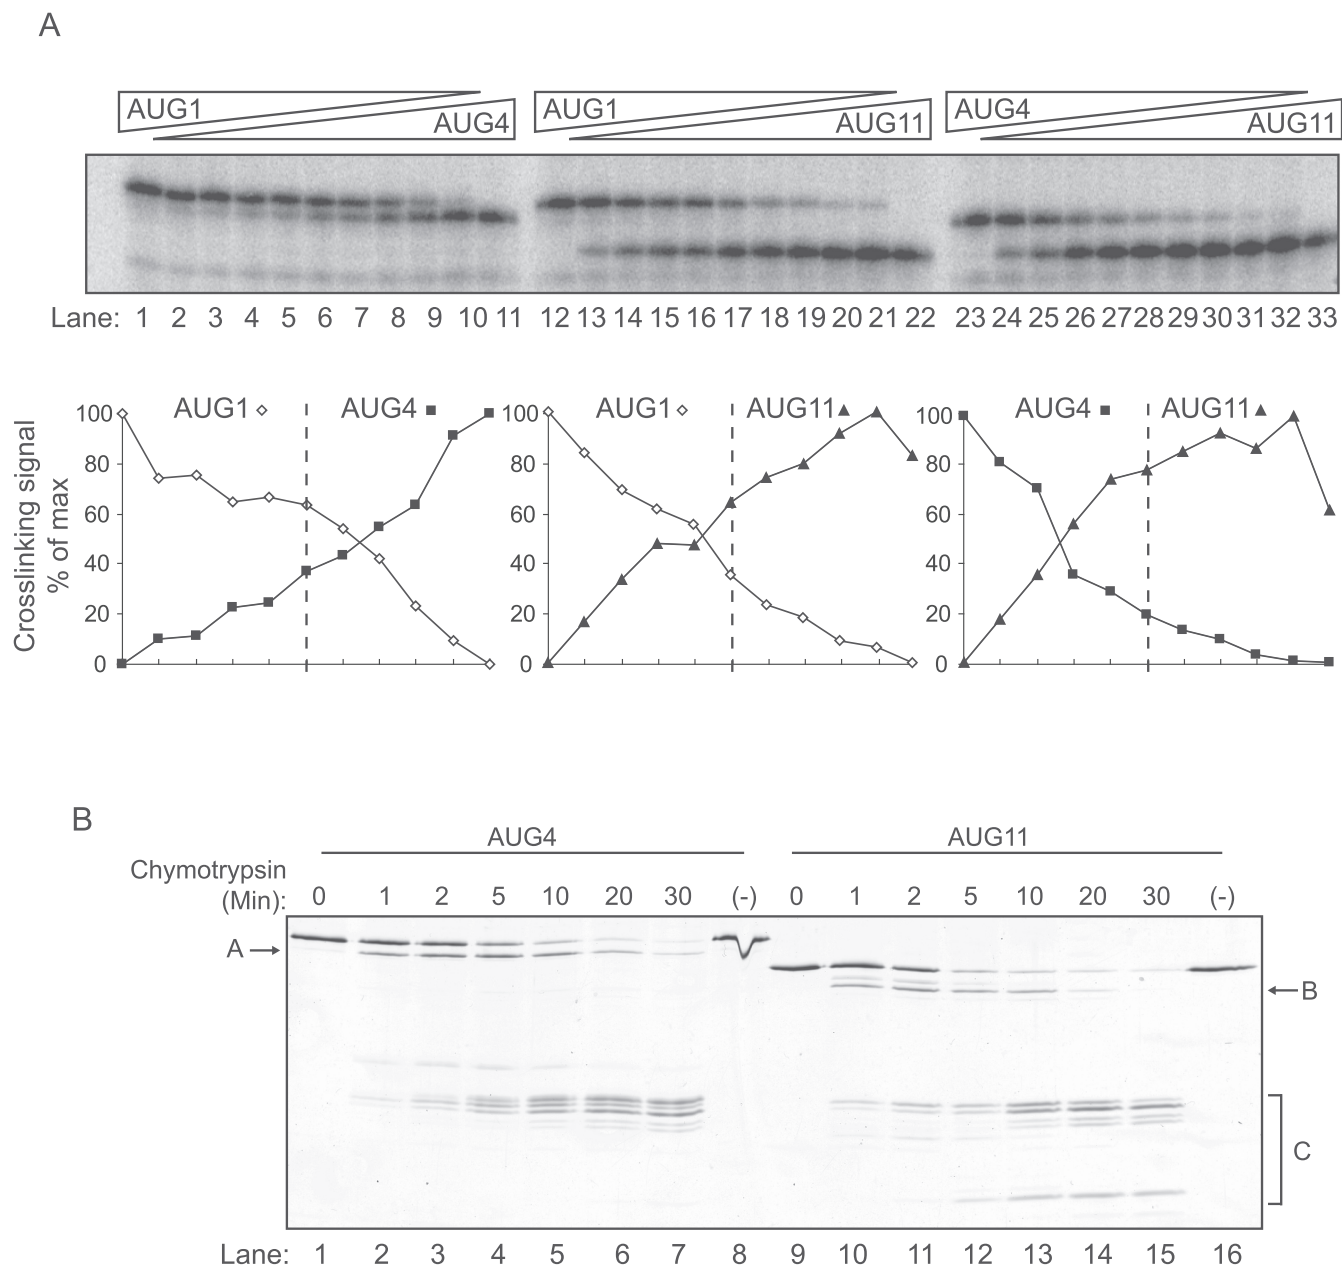 A
AUG1 AUG4 AUG1 AUG11 AUG4 AUG11
Lane: 1 2 3 4 5 6 7 8 9 10 11 12 13 14 15 16 17 18 19 20 21 22 23 24 25 26 27 28 29 30 31 32 33
Crosslinking signal
% of max
AUG1 AUG4 AUG1 AUG11 AUG4 AUG11
100 100 100
80 80 80
60 60 60
40 40 40
20 20 20
0 0 0
B
AUG4 AUG11
Chymotrypsin
(Min): 0 1 2 5 10 20 30 (-) 0 1 2 5 10 20 30 (-)
A
B
C
Lane: 1 2 3 4 5 6 7 8 9 10 11 12 13 14 15 16